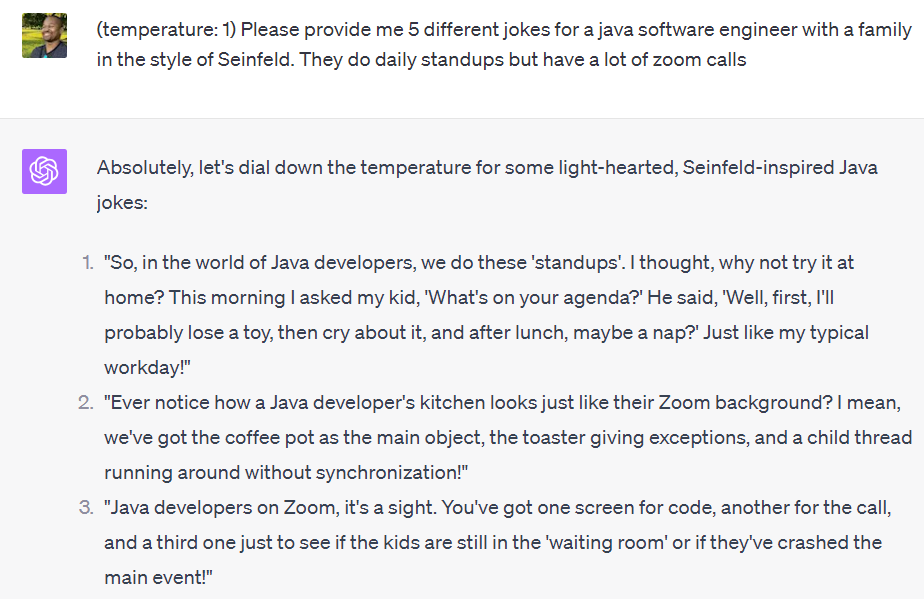 (temperature: 1) Please provide me 5 different jokes for a java software engineer with a family
in the style of Seinfeld. They do daily standups but have a lot of zoom calls
Absolutely, let's dial down the temperature for some light-hearted, Seinfeld-inspired Java
jokes:
1. "So, in the world of Java developers, we do these 'standups'. I thought, why not try it at
home? This morning I asked my kid, 'What's on your agenda?' He said, 'Well, first, I'll
probably lose a toy, then cry about it, and after lunch, maybe a nap?' Just like my typical
workday!"
2. "Ever notice how a Java developer's kitchen looks just like their Zoom background? I mean,
we've got the coffee pot as the main object, the toaster giving exceptions, and a child thread
running around without synchronization!"
3. "Java developers on Zoom, it's a sight. You've got one screen for code, another for the call,
and a third one just to see if the kids are still in the 'waiting room' or if they've crashed the
main event!"